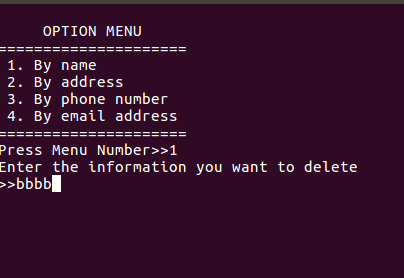 OPTION MENU
=====================
1. By name
2. By address
3. By phone number
4. By email address
=====================
Press Menu Number>>1
Enter the information you want to delete
>>bbbb